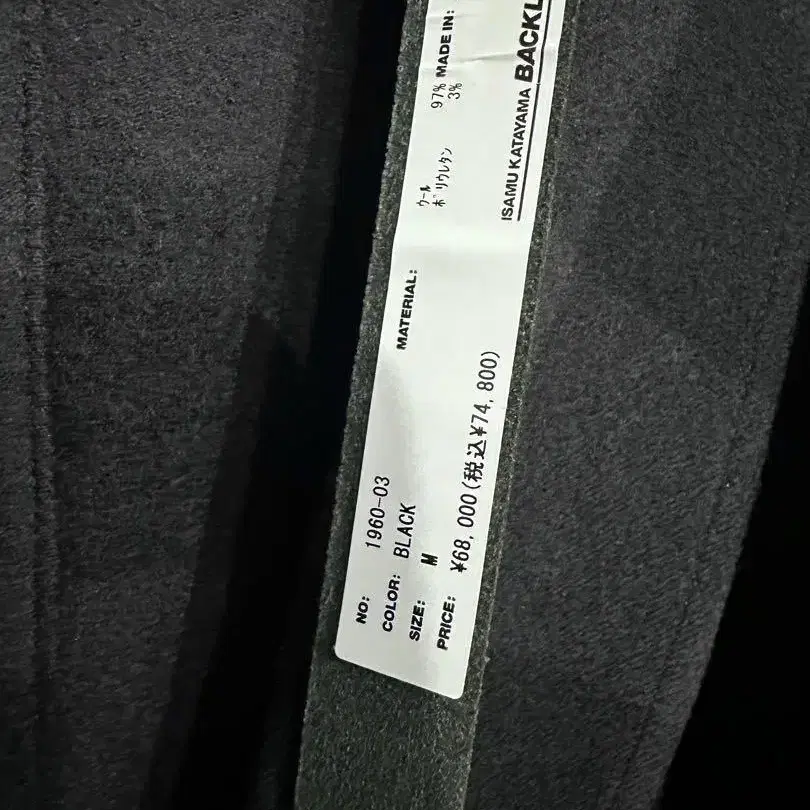 NO: 1960-03
COLOR: BLACK
SIZE: M
PRICE: ¥68,000(税込¥74,800)
MATERIAL:
ウール 97%
ポリウレタン 3%
MADE IN:
ISAMU KATAYAMA BACKL